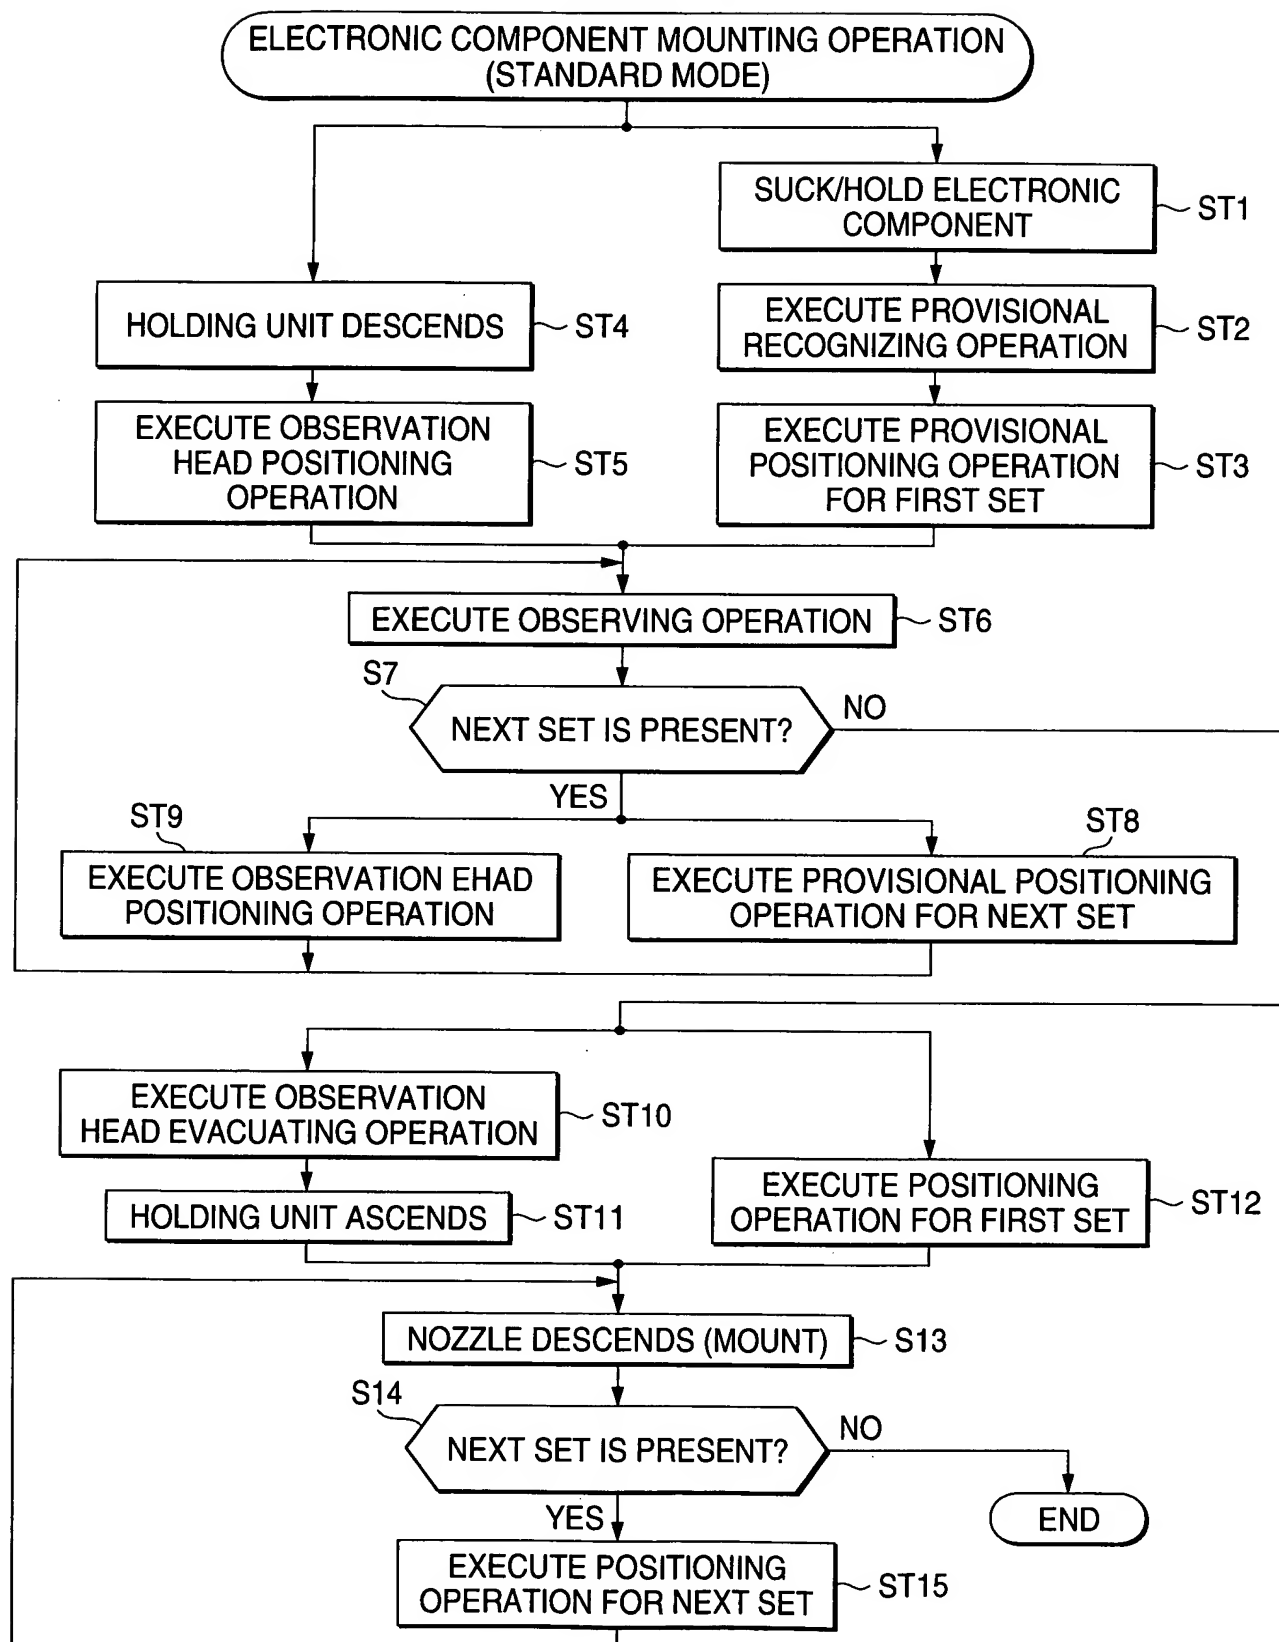 ELECTRONIC COMPONENT MOUNTING OPERATION
(STANDARD MODE)
SUCK/HOLD ELECTRONIC
COMPONENT
ST1
HOLDING UNIT DESCENDS
ST4
EXECUTE PROVISIONAL
RECOGNIZING OPERATION
ST2
EXECUTE OBSERVATION
HEAD POSITIONING
OPERATION
ST5
EXECUTE PROVISIONAL
POSITIONING OPERATION
FOR FIRST SET
ST3
EXECUTE OBSERVING OPERATION
ST6
S7
NEXT SET IS PRESENT?
NO
YES
ST9
EXECUTE OBSERVATION EHAD
POSITIONING OPERATION
ST8
EXECUTE PROVISIONAL POSITIONING
OPERATION FOR NEXT SET
EXECUTE OBSERVATION
HEAD EVACUATING OPERATION
ST10
HOLDING UNIT ASCENDS
ST11
EXECUTE POSITIONING
OPERATION FOR FIRST SET
ST12
NOZZLE DESCENDS (MOUNT)
S13
S14
NEXT SET IS PRESENT?
NO
YES
END
EXECUTE POSITIONING
OPERATION FOR NEXT SET
ST15